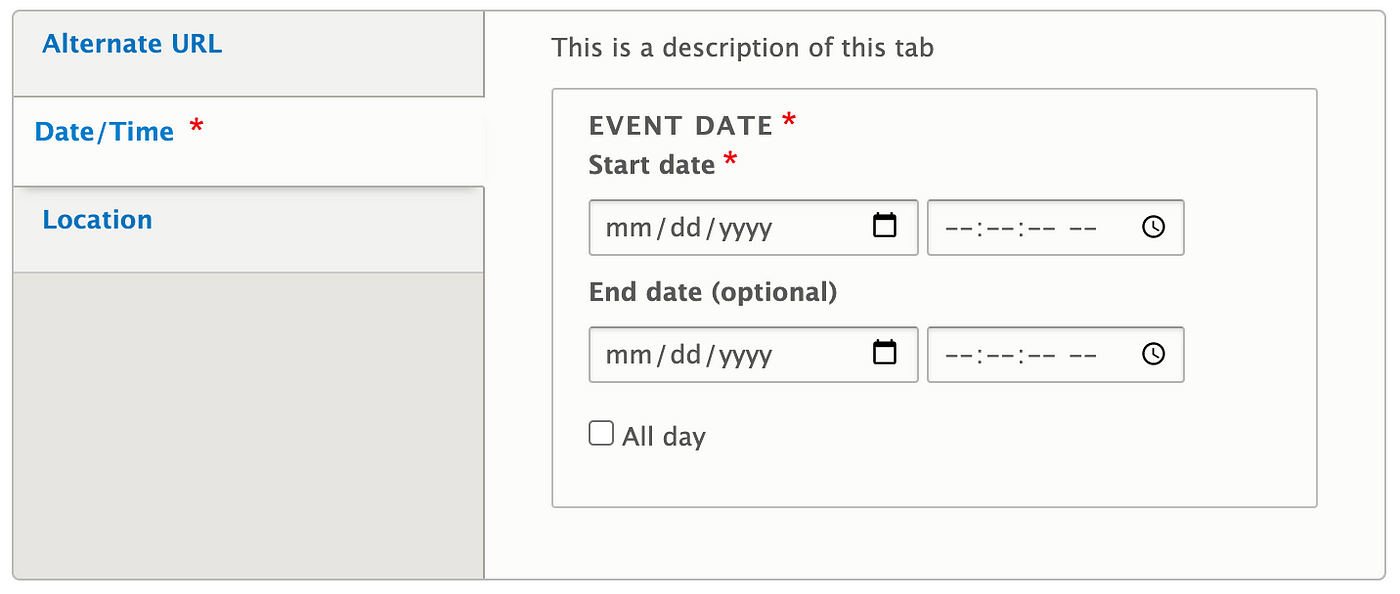 Alternate URL
Date/Time *
Location
This is a description of this tab
EVENT DATE *
Start date *
mm/dd/yyyy --:--:-- --
End date (optional)
mm/dd/yyyy --:--:-- --
All day